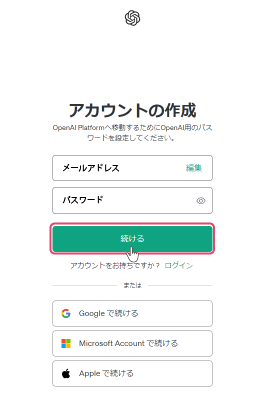 アカウントの作成
OpenAI Platformへ移動するためにOpenAI用のパス
ワードを設定してください。
メールアドレス 編集
パスワード
続ける
アカウントをお持ちですか？ ログイン
または
Google で続ける
Microsoft Account で続ける
Apple で続ける